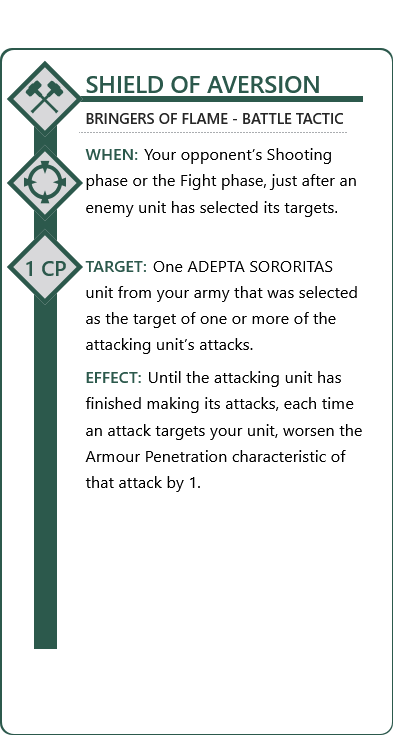 SHIELD OF AVERSION
BRINGERS OF FLAME - BATTLE TACTIC
WHEN: Your opponent’s Shooting
phase or the Fight phase, just after an
enemy unit has selected its targets.
1 CP
TARGET: One ADEPTA SORORITAS
unit from your army that was selected
as the target of one or more of the
attacking unit’s attacks.
EFFECT: Until the attacking unit has
finished making its attacks, each time
an attack targets your unit, worsen the
Armour Penetration characteristic of
that attack by 1.